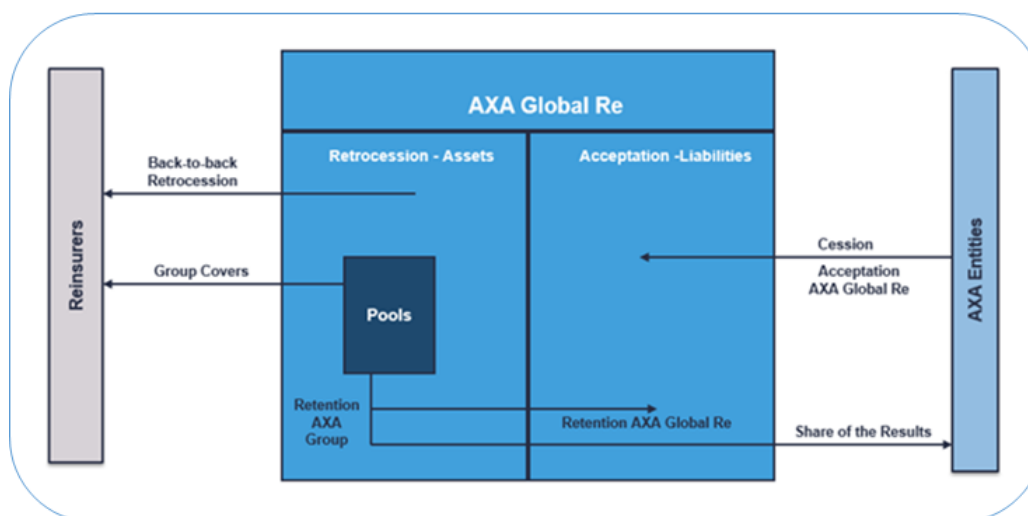 AXA Global Re
Retrocession - Assets
Acceptation -Liabilities
Back-to-back
Retrocession
Group Covers
Reinsurers
Pools
Cession
Acceptation
AXA Global Re
AXA Entities
Retention
AXA
Group
Retention AXA Global Re
Share of the Results